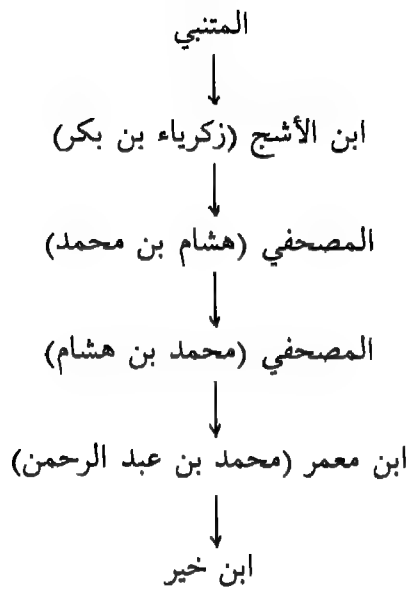 المتنبي
ابن الأشج (زكرياء بن بكر)
المصحفي (هشام بن محمد)
المصحفي (محمد بن هشام)
ابن معمر (محمد بن عبد الرحمن)
ابن خير